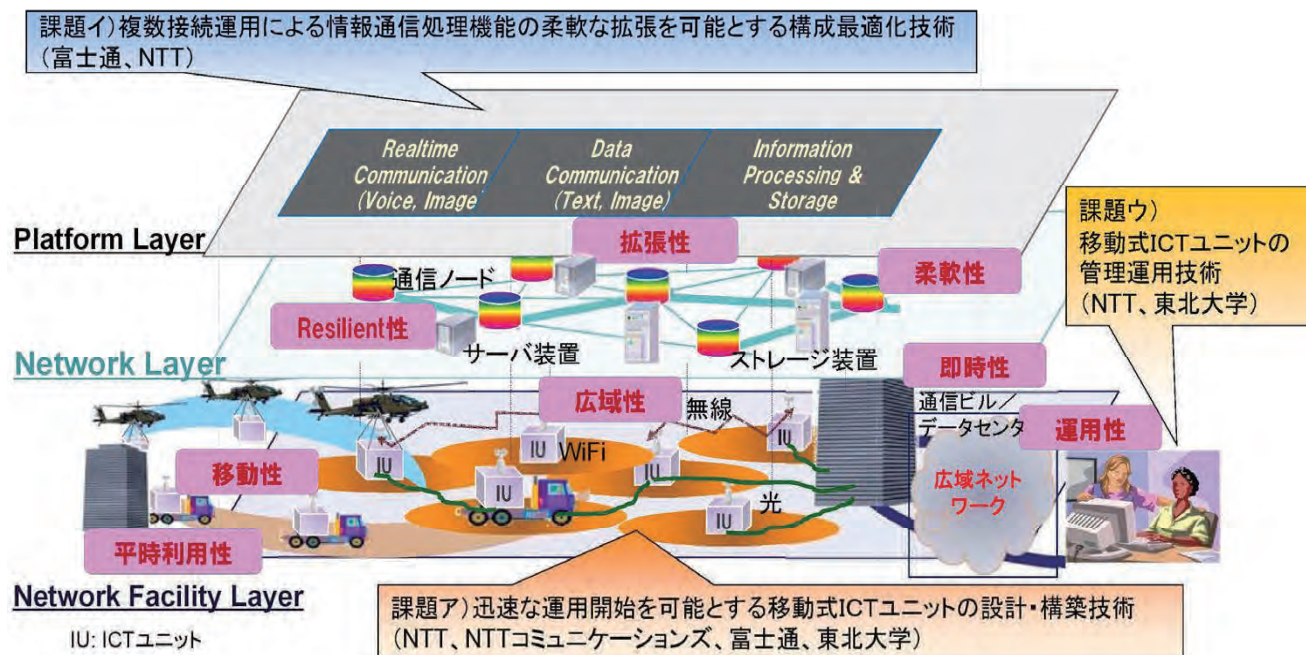 課題イ)複数接続運用による情報通信処理機能の柔軟な拡張を可能とする構成最適化技術
(富士通、NTT)
Realtime
Communication
(Voice, Image)
Data
Communication
(Text, Image)
Information
Processing &
Storage
Platform Layer
拡張性
課題ウ)
移動式ICTユニットの
管理運用技術
(NTT、東北大学)
通信ノード
柔軟性
Resilient性
サーバ装置
ストレージ装置
Network Layer
即時性
広域性
無線
通信ビル/
データセンタ
運用性
IU
WiFi
IU
IU
移動性
IU
IU
光
広域ネット
ワーク
平時利用性
Network Facility Layer
課題ア)迅速な運用開始を可能とする移動式ICTユニットの設計・構築技術
(NTT、NTTコミュニケーションズ、富士通、東北大学)
IU: ICTユニット
IU